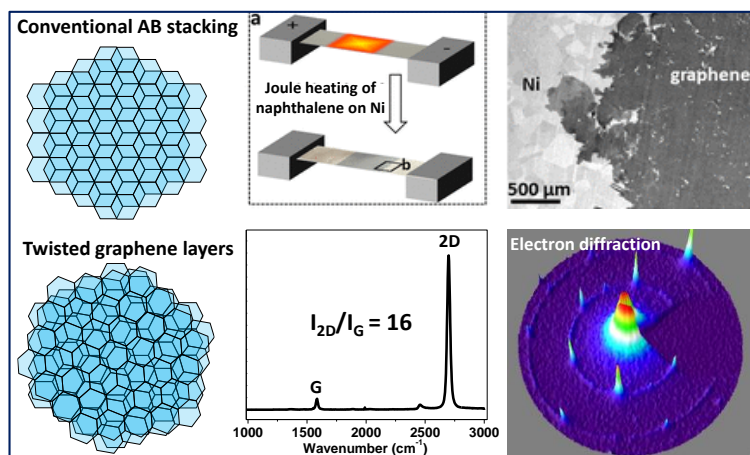 Conventional AB stacking
a
+
-
Joule heating of
naphthalene on Ni
b
Ni
graphene
500 µm
Twisted graphene layers
2D
I2D/IG = 16
G
1000 1500 2000 2500 3000
Wavenumber (cm-1)
Electron diffraction